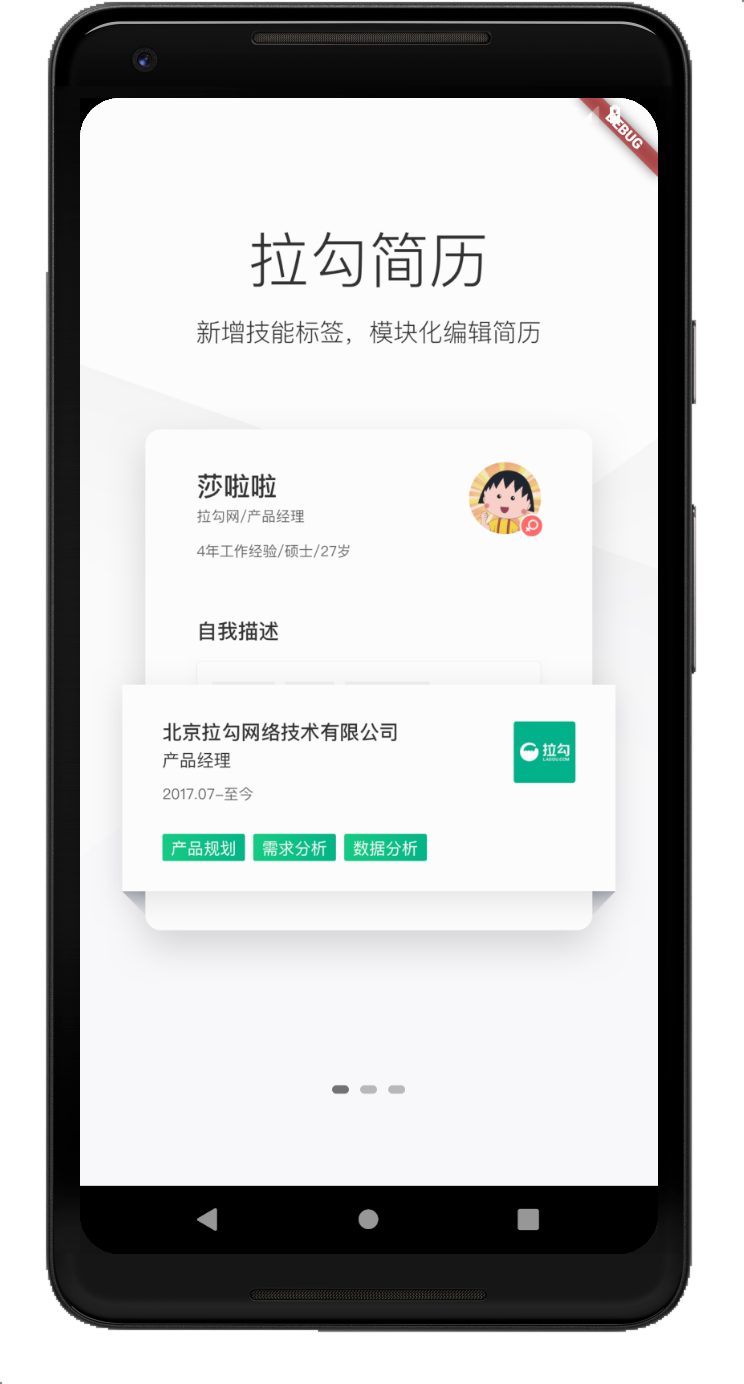 DEBUG
拉勾简历
新增技能标签，模块化编辑简历
莎啦啦
拉勾网/产品经理
4年工作经验/硕士/27岁
自我描述
北京拉勾网络技术有限公司
产品经理
拉勾
LAGOU.COM
2017.07-至今
产品规划 需求分析 数据分析